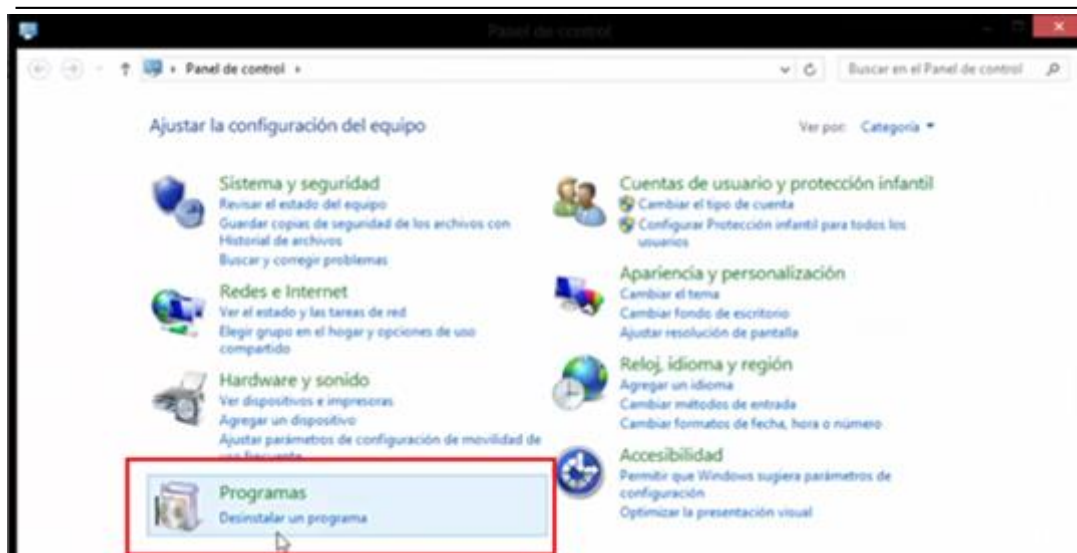 Panel de control
Panel de control
Buscar en el Panel de control
Ajustar la configuración del equipo
Ver por: Categoría
Sistema y seguridad
Revisar el estado del equipo
Guardar copias de seguridad de los archivos con
Historial de archivos
Buscar y corregir problemas
Redes e Internet
Ver el estado y las tareas de red
Elegir grupo en el hogar y opciones de uso
compartido
Hardware y sonido
Ver dispositivos e impresoras
Agregar un dispositivo
Ajustar parámetros de configuración de movilidad de
uso frecuente
Programas
Desinstalar un programa
Cuentas de usuario y protección infantil
Cambiar el tipo de cuenta
Configurar Protección infantil para todos los
usuarios
Apariencia y personalización
Cambiar el tema
Cambiar fondo de escritorio
Ajustar resolución de pantalla
Reloj, idioma y región
Agregar un idioma
Cambiar métodos de entrada
Cambiar formatos de fecha, hora o número
Accesibilidad
Permitir que Windows sugiera parámetros de
configuración
Optimizar la presentación visual